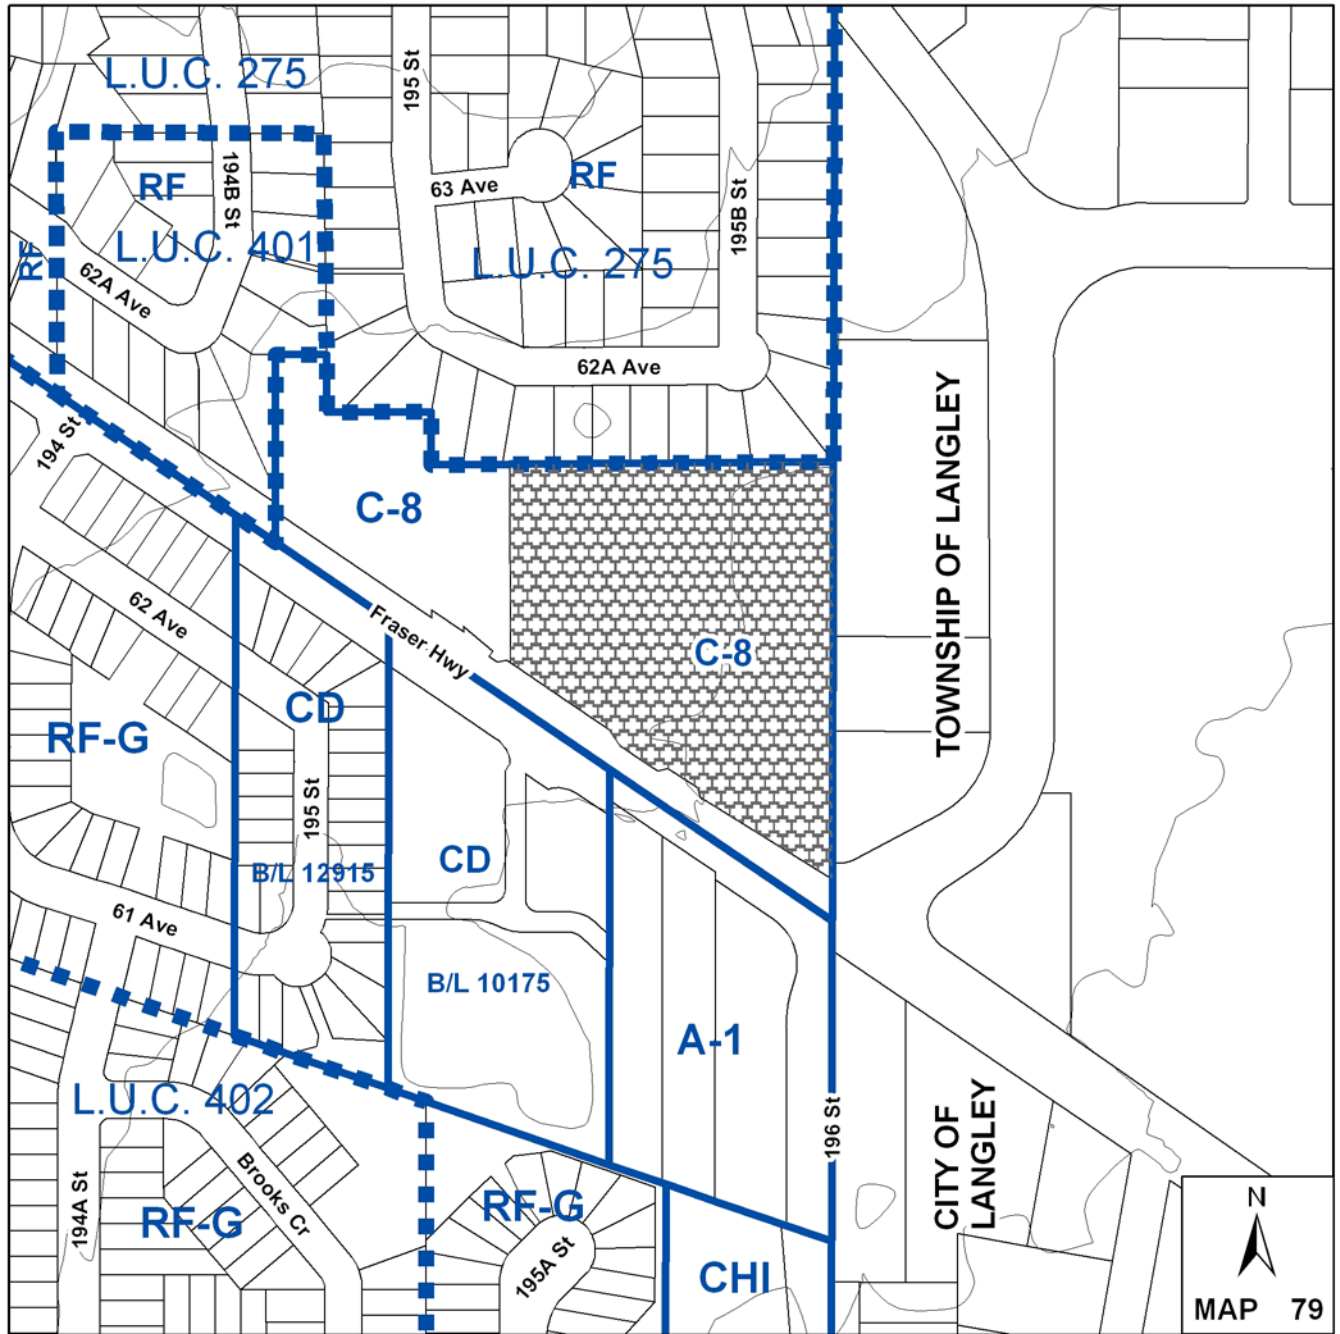 L.U.C. 275
195 St
RF
194B St
63 Ave
RF
195B St
RF
L.U.C. 401
L.U.C. 275
62A Ave
62A Ave
194 St
TOWNSHIP OF LANGLEY
C-8
62 Ave
Fraser Hwy
C-8
CD
RF-G
195 St
CD
B/L 12915
61 Ave
B/L 10175
A-1
L.U.C. 402
196 St
CITY OF
LANGLEY
194A St
Brooks Cr
RF-G
RF-G
195A St
CHI
N
MAP 79